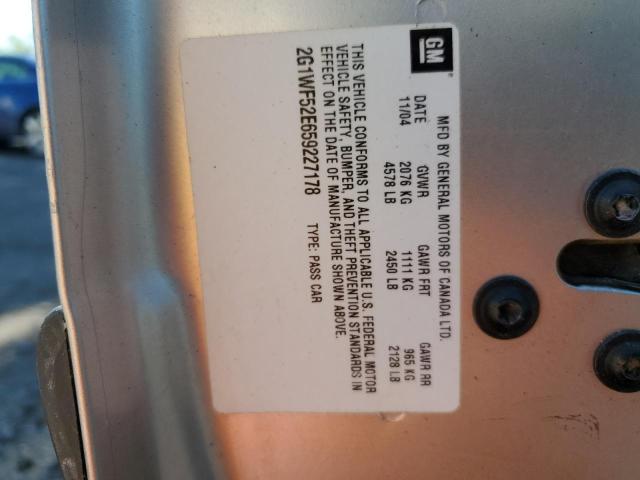 GM
MFD BY GENERAL MOTORS OF CANADA LTD.
DATE GVWR GAWR FRT GAWR RR
11/04 2076 KG 1111 KG 965 KG
4578 LB 2450 LB 2128 LB
THIS VEHICLE CONFORMS TO ALL APPLICABLE U.S. FEDERAL MOTOR
VEHICLE SAFETY, BUMPER, AND THEFT PREVENTION STANDARDS IN
EFFECT ON THE DATE OF MANUFACTURE SHOWN ABOVE.
2G1WF52E659227178 TYPE: PASS CAR